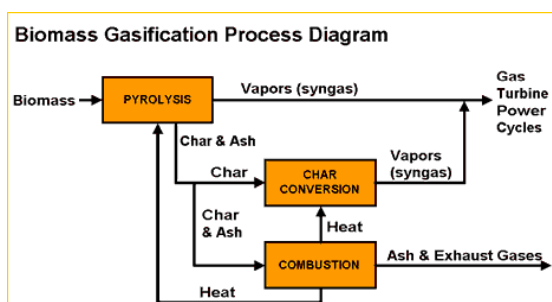 Biomass Gasification Process Diagram
Biomass
PYROLYSIS
Vapors (syngas)
Gas
Turbine
Power
Cycles
Char & Ash
Char
CHAR
CONVERSION
Vapors
(syngas)
Char
& Ash
Heat
COMBUSTION
Ash & Exhaust Gases
Heat